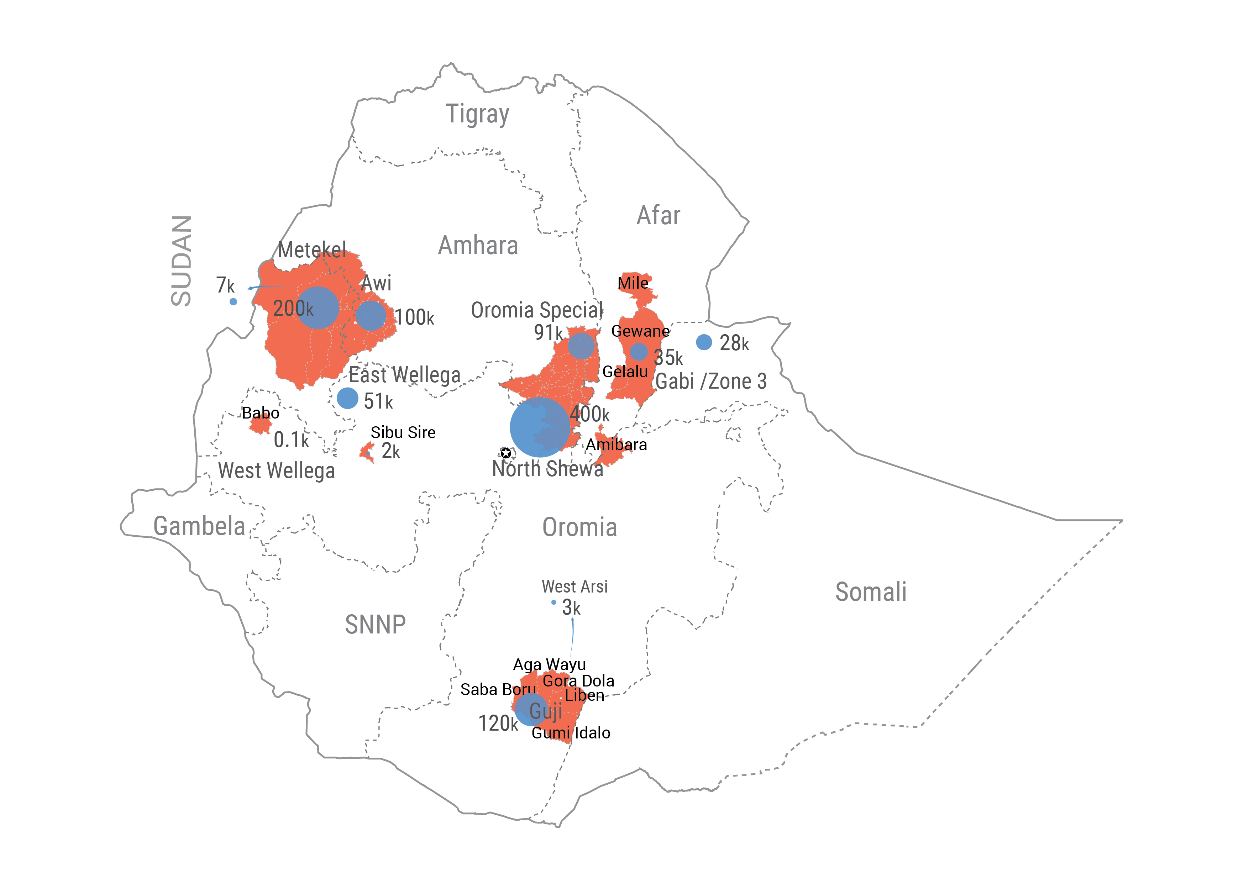 Tigray
Afar
SUDAN
Amhara
Metekel
7k
Awi
Mile
200k
100k
Oromia Special
91k
Gewane
28k
35k
Gelalu
Gabi /Zone 3
East Wellega
51k
Babo
0.1k
Sibu Sire
2k
400k
Amibara
West Wellega
North Shewa
Gambela
Oromia
West Arsi
3k
Somali
SNNP
Aga Wayu
Gora Dola
Saba Boru
Liben
Guji
120k
Gumi Idalo